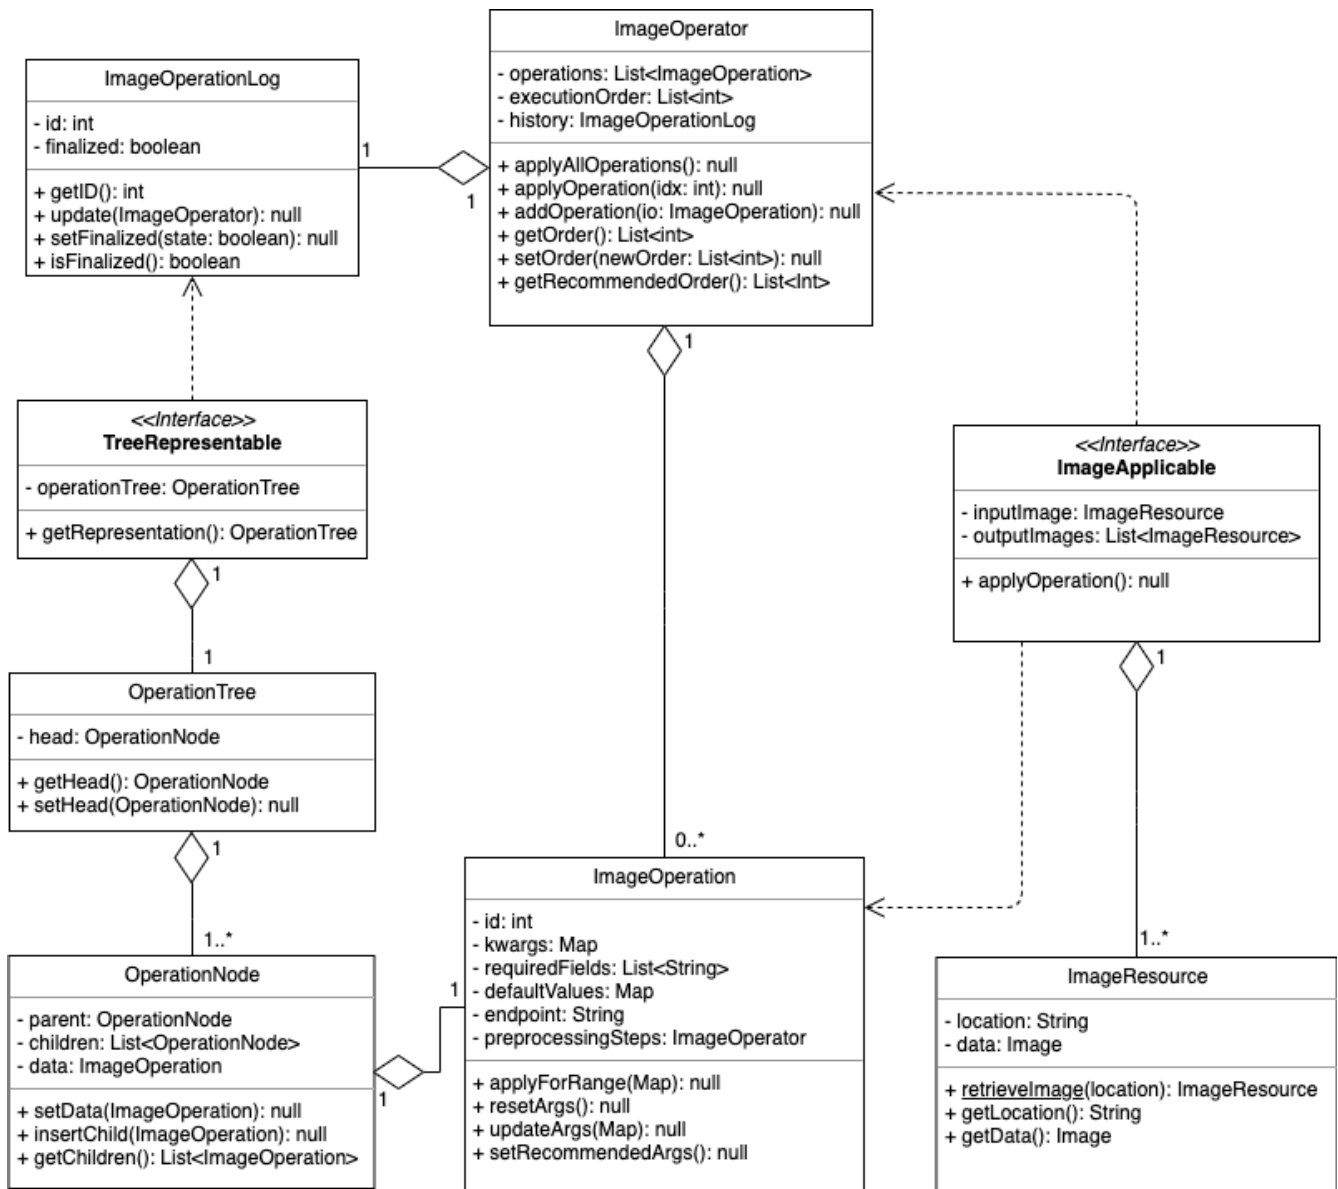 ImageOperator
- operations: List<ImageOperation>
- executionOrder: List<int>
- history: ImageOperationLog
+ applyAllOperations(): null
+ applyOperation(idx: int): null
+ addOperation(io: ImageOperation): null
+ getOrder(): List<int>
+ setOrder(newOrder: List<int>): null
+ getRecommendedOrder(): List<Int>
1
ImageOperationLog
- id: int
- finalized: boolean
+ getID(): int
+ update(ImageOperator): null
+ setFinalized(state: boolean): null
+ isFinalized(): boolean
1
1
<<Interface>>
TreeRepresentable
- operationTree: OperationTree
+ getRepresentation(): OperationTree
1
1
<<Interface>>
ImageApplicable
- inputImage: ImageResource
- outputImages: List<ImageResource>
+ applyOperation(): null
1
OperationTree
- head: OperationNode
+ getHead(): OperationNode
+ setHead(OperationNode): null
1
1..*
0..*
1..*
OperationNode
- parent: OperationNode
- children: List<OperationNode>
- data: ImageOperation
+ setData(ImageOperation): null
+ insertChild(ImageOperation): null
+ getChildren(): List<ImageOperation>
1
1
ImageOperation
- id: int
- kwargs: Map
- requiredFields: List<String>
- defaultValues: Map
- endpoint: String
- preprocessingSteps: ImageOperator
+ applyForRange(Map): null
+ resetArgs(): null
+ updateArgs(Map): null
+ setRecommendedArgs(): null
ImageResource
- location: String
- data: Image
+ retrieveImage(location): ImageResource
+ getLocation(): String
+ getData(): Image